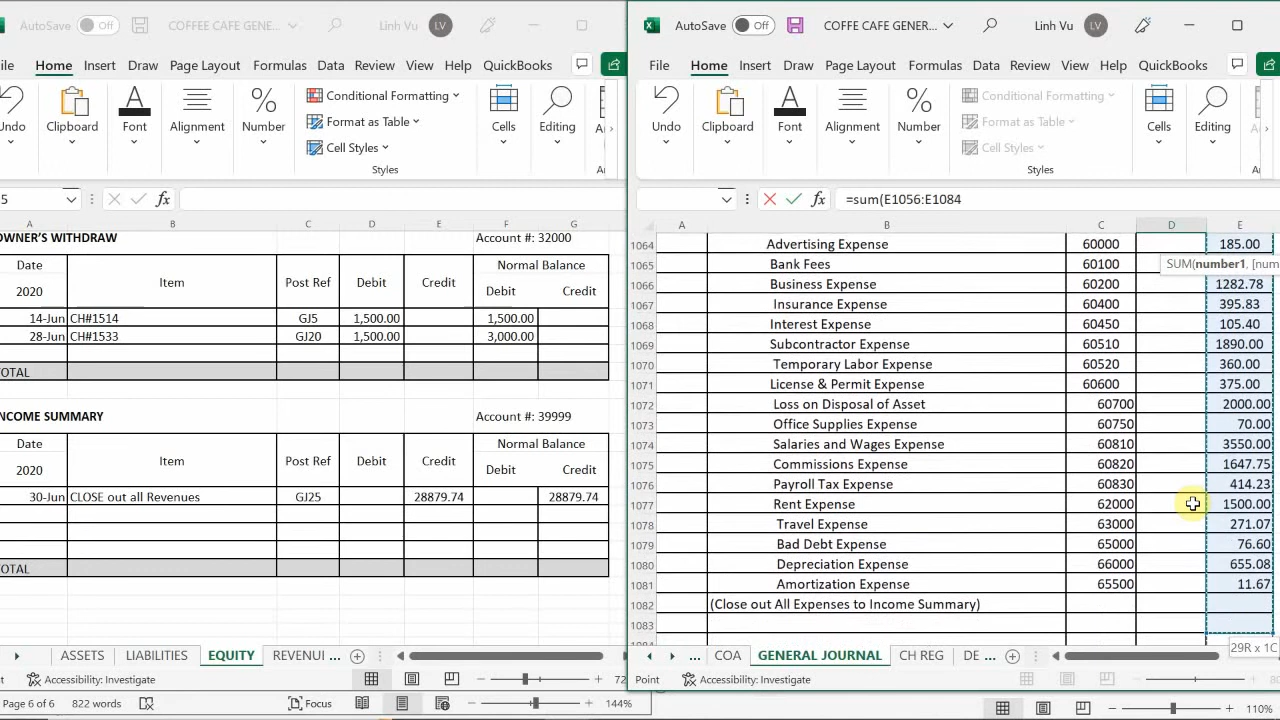 AutoSave Off COFFEE CAFE GENE... Linh Vu LV
ile Home Insert Draw Page Layout Formulas Data Review View Help QuickBooks
Undo Clipboard Font Alignment Number Conditional Formatting Format as Table Cell Styles Styles Cells Editing
5 fx
A B C D E F G
OWNER'S WITHDRAW Account #: 32000
Date Item Post Ref Debit Credit Normal Balance
2020 Debit Credit
14-Jun CH#1514 GJ5 1,500.00 1,500.00
28-Jun CH#1533 GJ20 1,500.00 3,000.00
TOTAL
INCOME SUMMARY Account #: 39999
Date Item Post Ref Debit Credit Normal Balance
2020 Debit Credit
30-Jun CLOSE out all Revenues GJ25 28879.74 28879.74
TOTAL
ASSETS LIABILITIES EQUITY REVENUI ...
Accessibility: Investigate 72
Page 6 of 6 822 words Focus 144%
AutoSave Off COFFE CAFE GENER... Linh Vu LV
File Home Insert Draw Page Layout Formulas Data Review View Help QuickBooks
Undo Clipboard Font Alignment Number Conditional Formatting Format as Table Cell Styles Styles Cells Editing
fx =sum(E1056:E1084
A B C D E
SUM(number1, [num
1064 Advertising Expense 60000 185.00
1065 Bank Fees 60100
1066 Business Expense 60200 1282.78
1067 Insurance Expense 60400 395.83
1068 Interest Expense 60450 105.40
1069 Subcontractor Expense 60510 1890.00
1070 Temporary Labor Expense 60520 360.00
1071 License & Permit Expense 60600 375.00
1072 Loss on Disposal of Asset 60700 2000.00
1073 Office Supplies Expense 60750 70.00
1074 Salaries and Wages Expense 60810 3550.00
1075 Commissions Expense 60820 1647.75
1076 Payroll Tax Expense 60830 414.23
1077 Rent Expense 62000 1500.00
1078 Travel Expense 63000 271.07
1079 Bad Debt Expense 65000 76.60
1080 Depreciation Expense 66000 655.08
1081 Amortization Expense 65500 11.67
1082 (Close out All Expenses to Income Summary)
1083
29R x 1C
... COA GENERAL JOURNAL CH REG DE ...
Point Accessibility: Investigate
110%